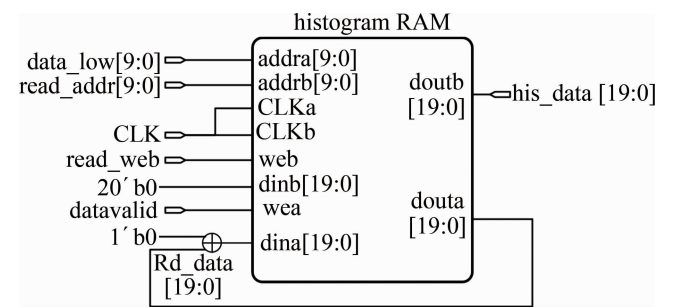 histogram RAM
data_low[9:0] addra[9:0]
read_addr[9:0] addrb[9:0] doutb
CLKa [19:0] his_data [19:0]
CLK CLKb
read_web web
20′b0 dinb[19:0]
datavalid wea douta
1′b0 dina[19:0] [19:0]
Rd_data
[19:0]